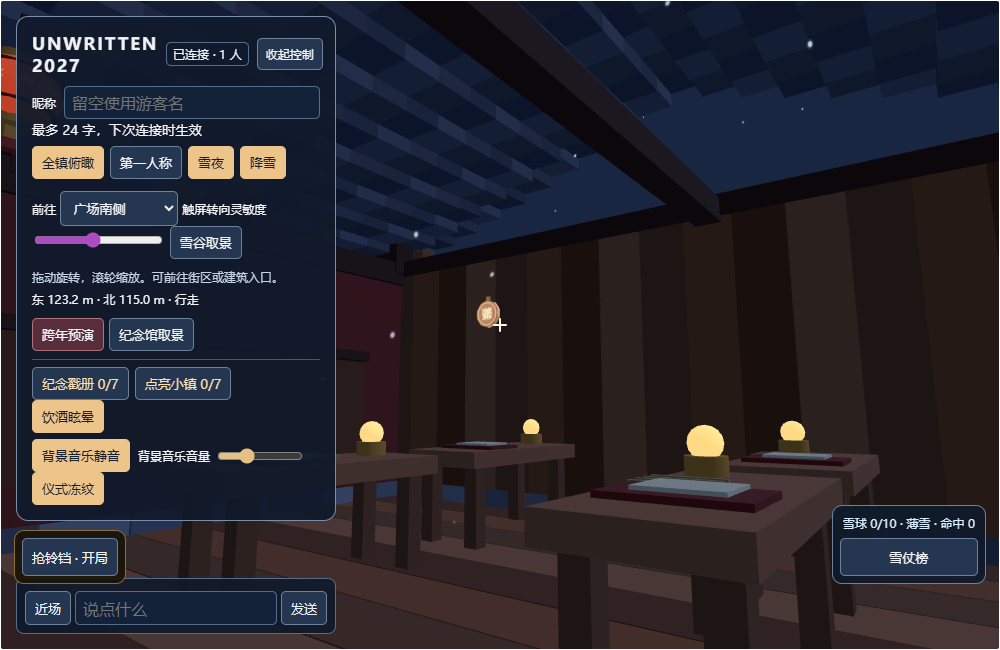 UNWRITTEN
2027
已连接 · 1 人
收起控制
昵称
留空使用游客名
最多 24 字，下次连接时生效
全镇俯瞰
第一人称
雪夜
降雪
前往
广场南侧
触屏转向灵敏度
雪谷取景
拖动旋转，滚轮缩放。可前往街区或建筑入口。
东 123.2 m · 北 115.0 m · 行走
跨年预演
纪念馆取景
纪念戳册 0/7
点亮小镇 0/7
饮酒眩晕
背景音乐静音
背景音乐音量
仪式冻纹
抢铃铛 · 开局
近场
说点什么
发送
雪球 0/10 · 薄雪 · 命中 0
雪仗榜